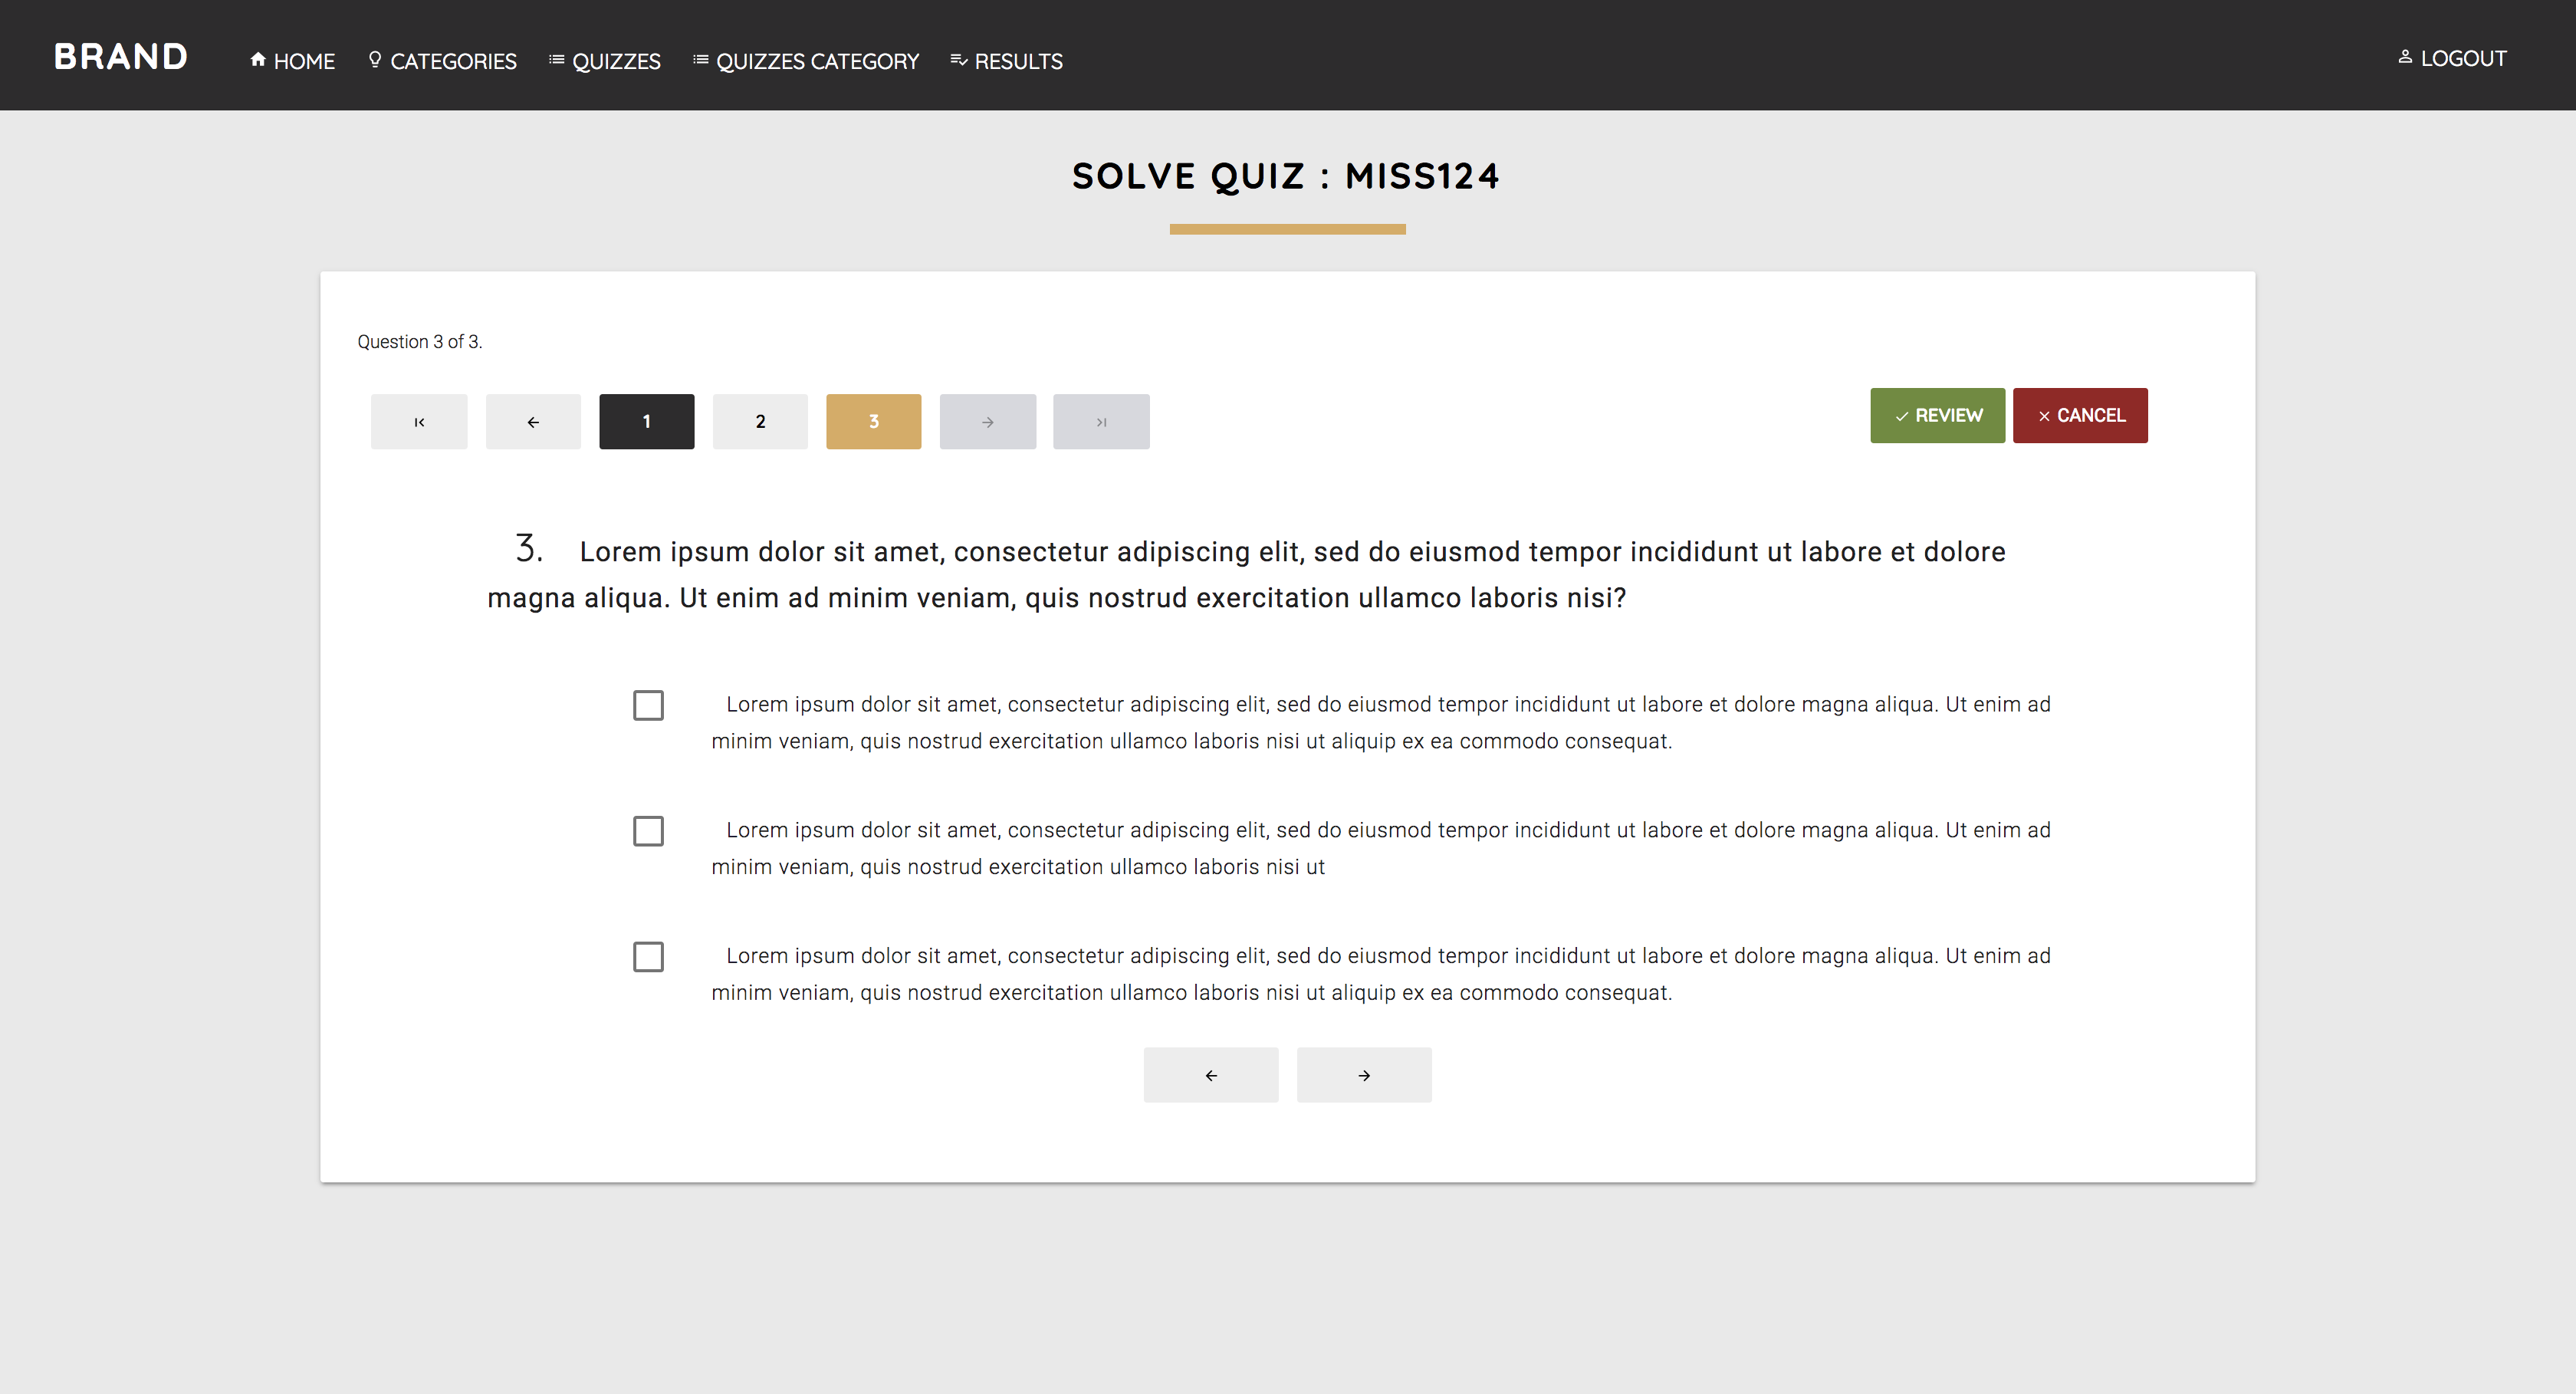 BRAND HOME CATEGORIES QUIZZES QUIZZES CATEGORY RESULTS LOGOUT
SOLVE QUIZ : MISS124
Question 3 of 3.
1 2 3 REVIEW CANCEL
3. Lorem ipsum dolor sit amet, consectetur adipiscing elit, sed do eiusmod tempor incididunt ut labore et dolore
magna aliqua. Ut enim ad minim veniam, quis nostrud exercitation ullamco laboris nisi?
Lorem ipsum dolor sit amet, consectetur adipiscing elit, sed do eiusmod tempor incididunt ut labore et dolore magna aliqua. Ut enim ad
minim veniam, quis nostrud exercitation ullamco laboris nisi ut aliquip ex ea commodo consequat.
Lorem ipsum dolor sit amet, consectetur adipiscing elit, sed do eiusmod tempor incididunt ut labore et dolore magna aliqua. Ut enim ad
minim veniam, quis nostrud exercitation ullamco laboris nisi ut
Lorem ipsum dolor sit amet, consectetur adipiscing elit, sed do eiusmod tempor incididunt ut labore et dolore magna aliqua. Ut enim ad
minim veniam, quis nostrud exercitation ullamco laboris nisi ut aliquip ex ea commodo consequat.